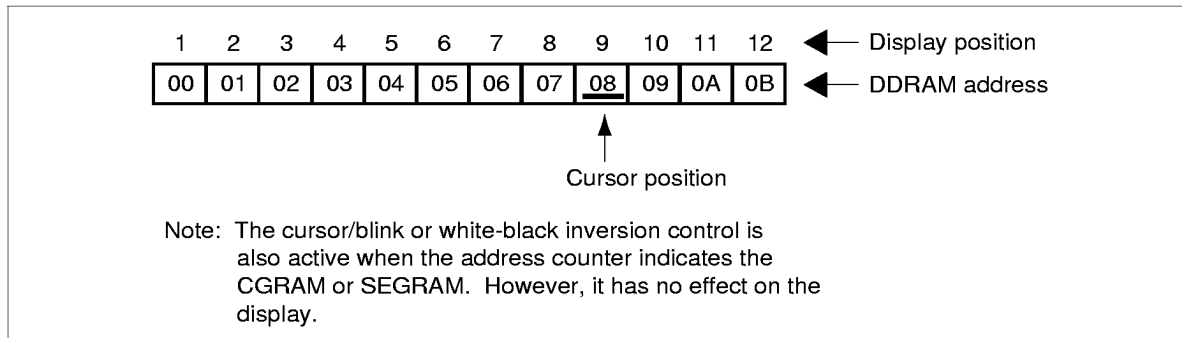 1 2 3 4 5 6 7 8 9 10 11 12 Display position
00 01 02 03 04 05 06 07 08 09 0A 0B DDRAM address
Cursor position
Note: The cursor/blink or white-black inversion control is
also active when the address counter indicates the
CGRAM or SEGRAM. However, it has no effect on the
display.